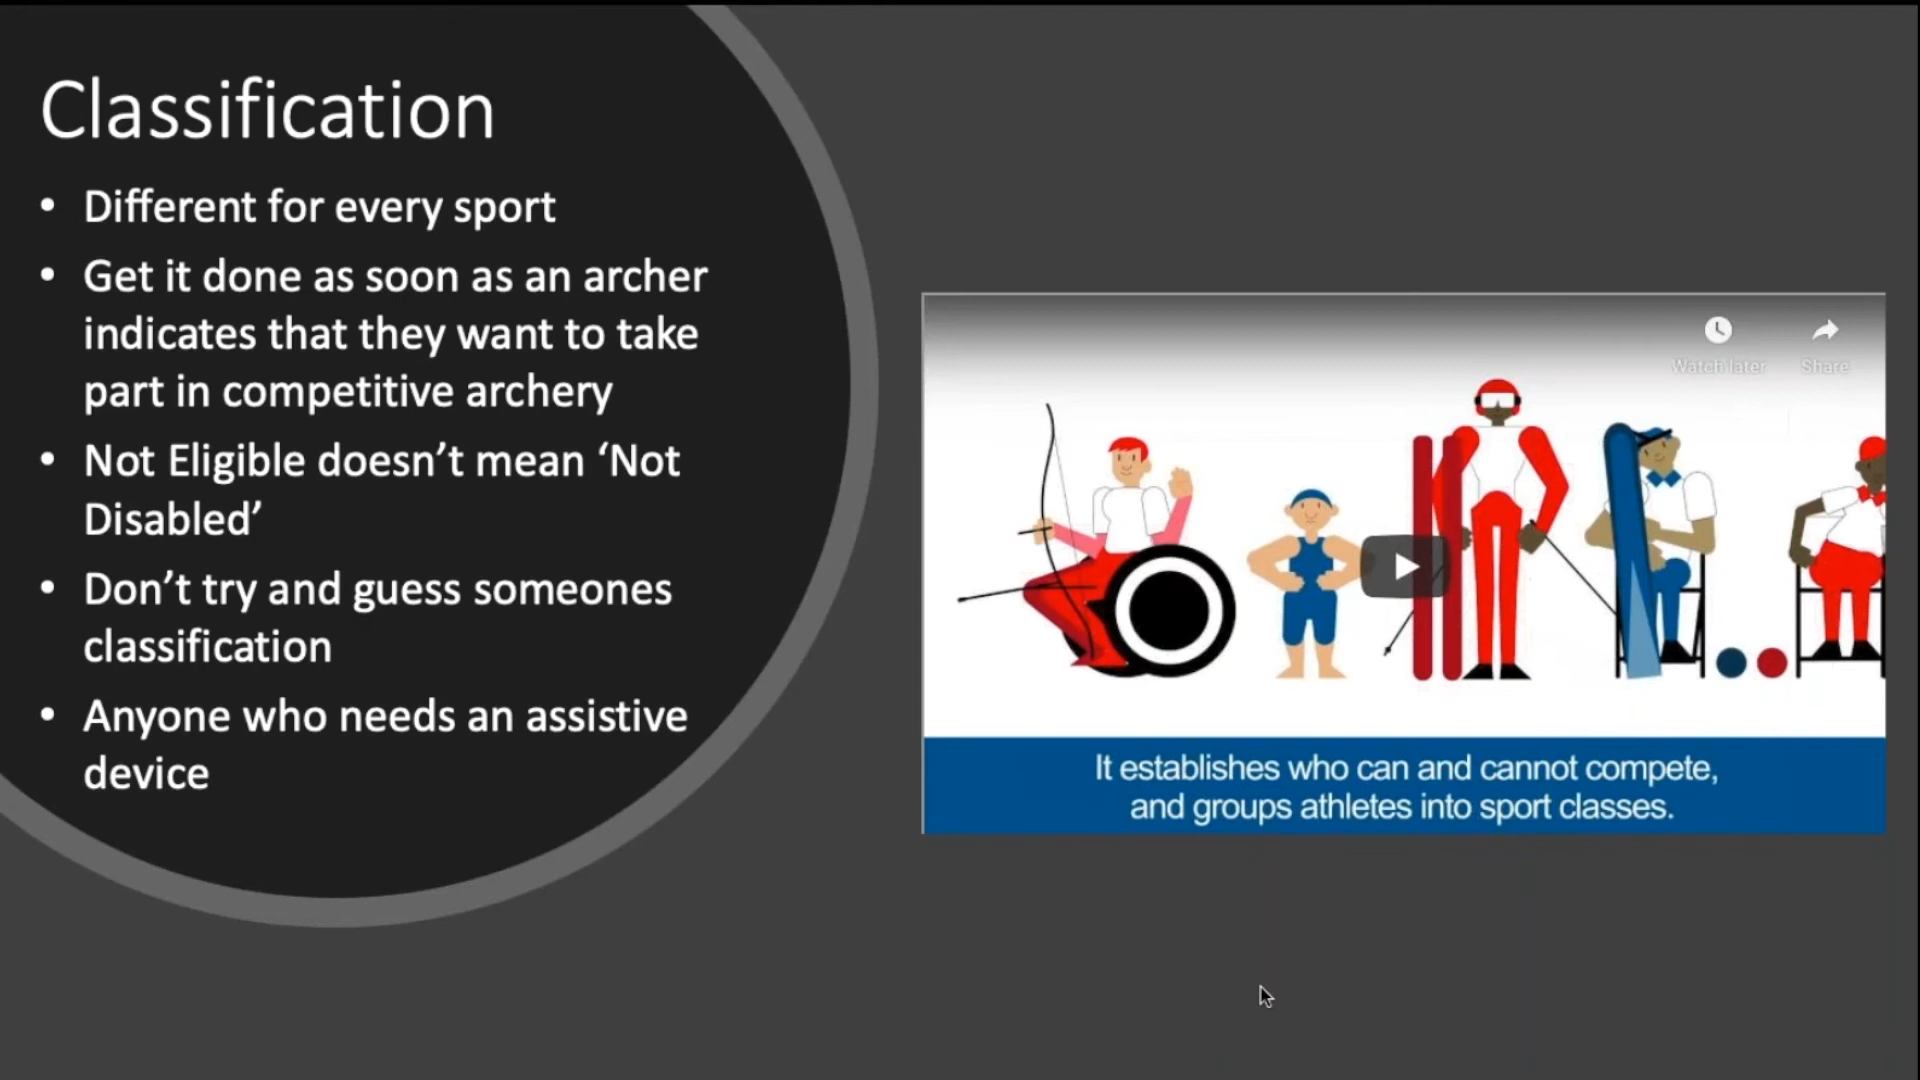 Classification
• Different for every sport
• Get it done as soon as an archer
indicates that they want to take
part in competitive archery
• Not Eligible doesn’t mean ‘Not
Disabled’
• Don’t try and guess someones
classification
• Anyone who needs an assistive
device
Watch later
Share
It establishes who can and cannot compete,
and groups athletes into sport classes.